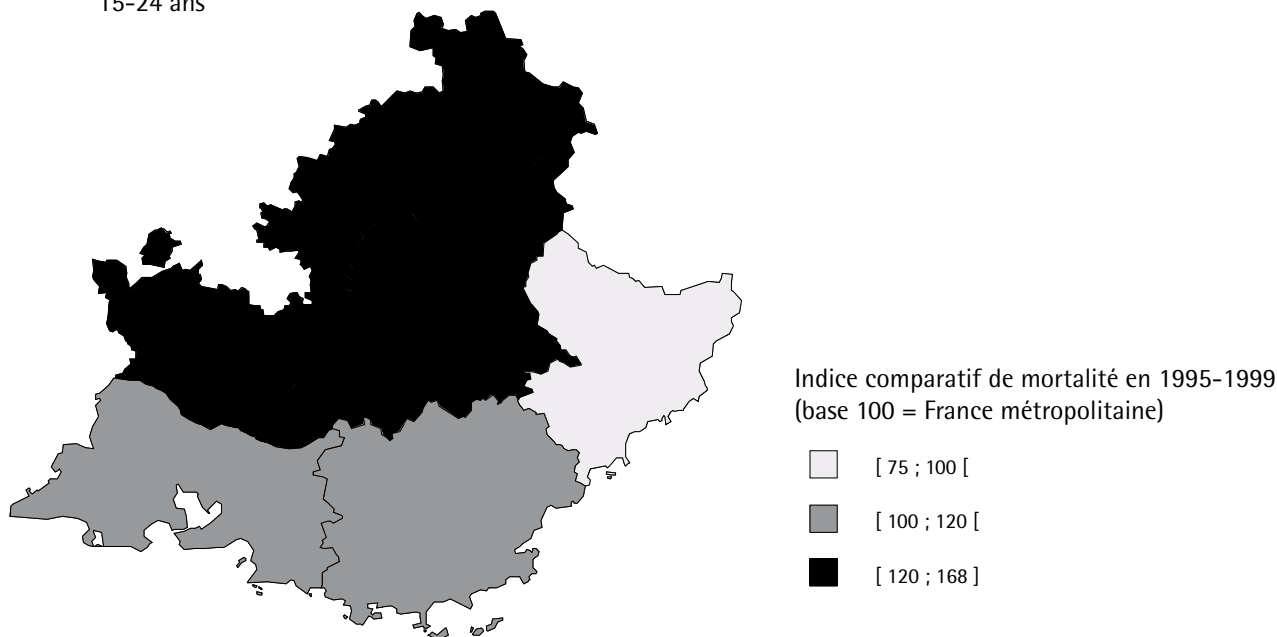 15-24 ans
Indice comparatif de mortalité en 1995-1999
(base 100 = France métropolitaine)
[ 75 ; 100 [
[ 100 ; 120 [
[ 120 ; 168 ]